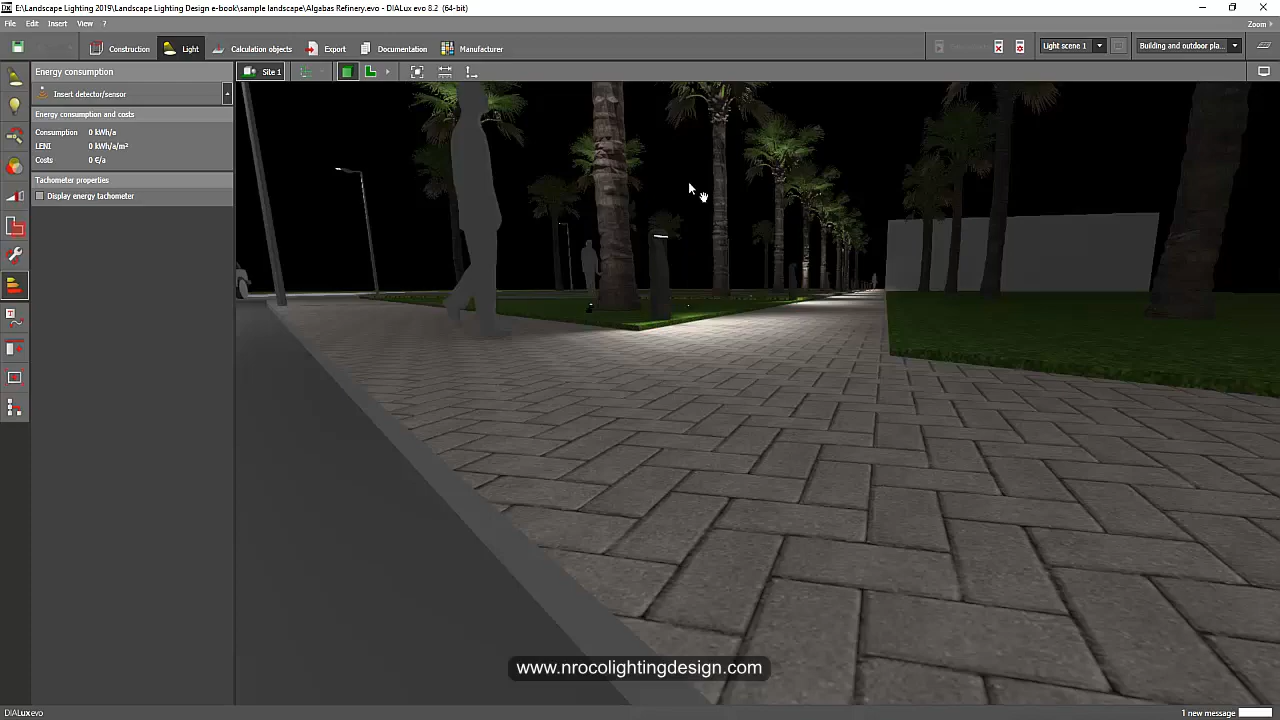 E:\Landscape Lighting 2019\Landscape Lighting Design e-book\sample landscape\Algabas Refinery.evo - DIALux evo 8.2 (64-bit)
File Edit Insert View ?
Zoom
Construction Light Calculation objects Export Documentation Manufacturer
Light scene 1 Building and outdoor pla...
Energy consumption
Site 1
Insert detector/sensor
Energy consumption and costs
Consumption 0 kWh/a
LENI 0 kWh/a/m²
Costs 0 €/a
Tachometer properties
Display energy tachometer
www.nrocolightingdesign.com
DIALux evo
1 new message